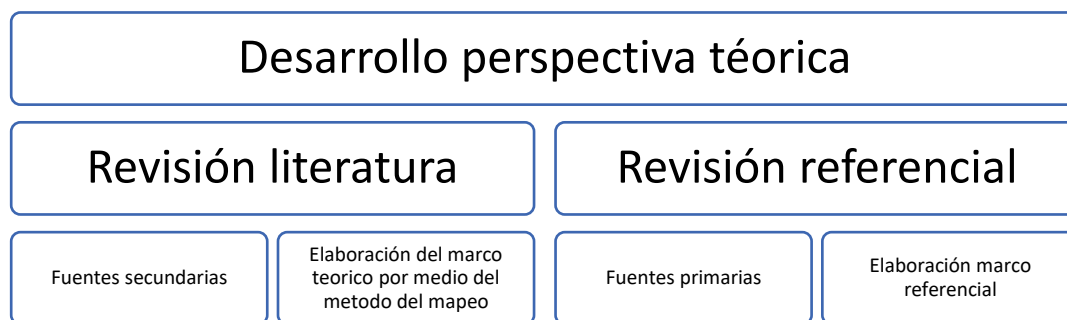 Desarrollo perspectiva téorica
Revisión literatura
Revisión referencial
Fuentes secundarias
Elaboración del marco
teorico por medio del
metodo del mapeo
Fuentes primarias
Elaboración marco
referencial